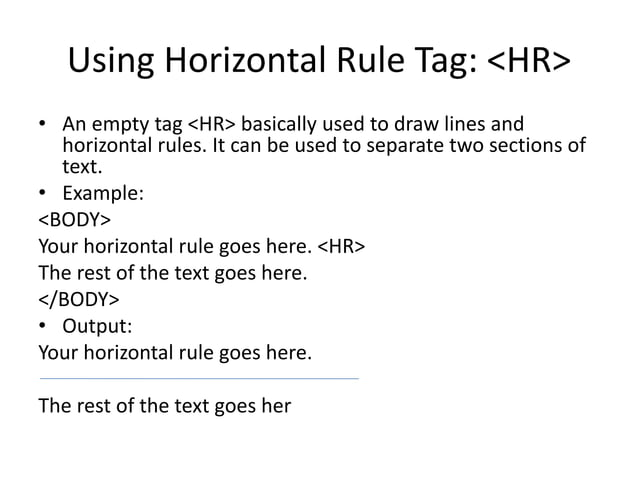 Using Horizontal Rule Tag: <HR>
• An empty tag <HR> basically used to draw lines and
horizontal rules. It can be used to separate two sections of
text.
• Example:
<BODY>
Your horizontal rule goes here. <HR>
The rest of the text goes here.
</BODY>
• Output:
Your horizontal rule goes here.
The rest of the text goes her